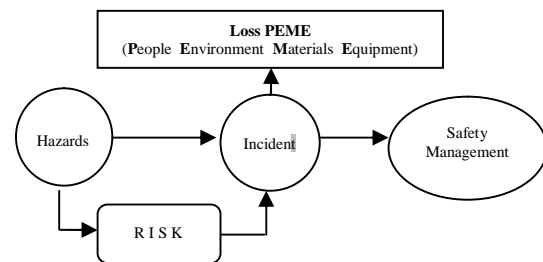 Loss PEME
(People Environment Materials Equipment)
Hazards
Incident
Safety
Management
R I S K